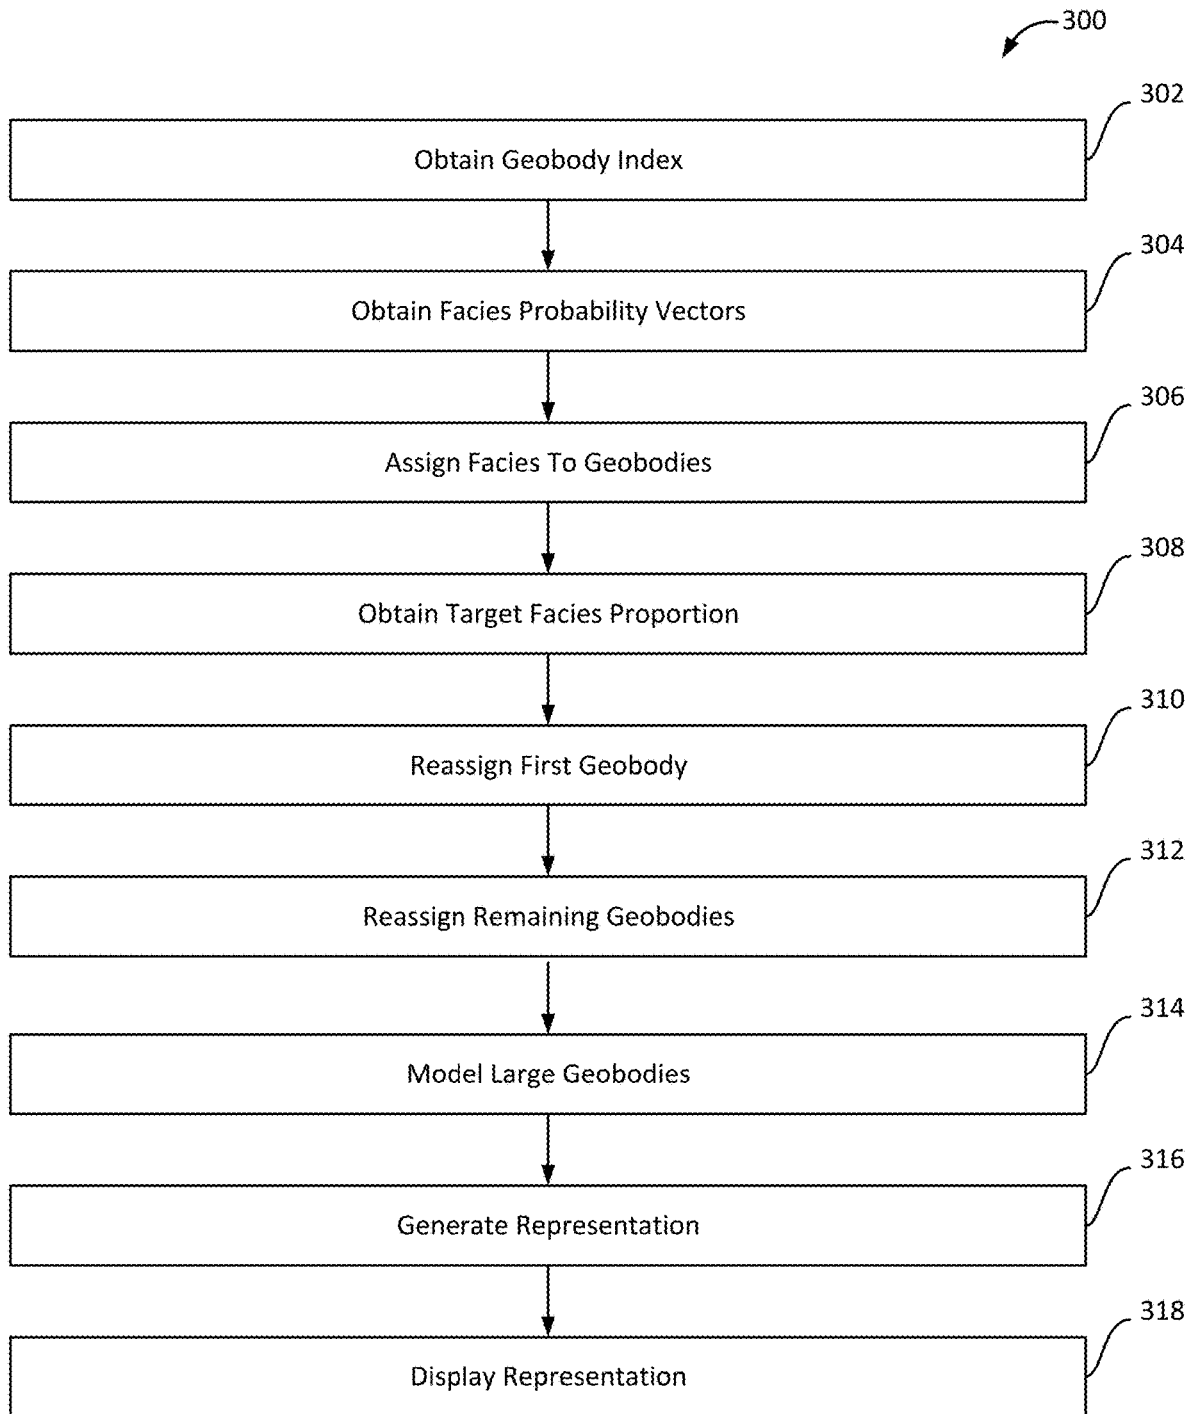 300
302
Obtain Geobody Index
304
Obtain Facies Probability Vectors
306
Assign Facies To Geobodies
308
Obtain Target Facies Proportion
310
Reassign First Geobody
312
Reassign Remaining Geobodies
314
Model Large Geobodies
316
Generate Representation
318
Display Representation